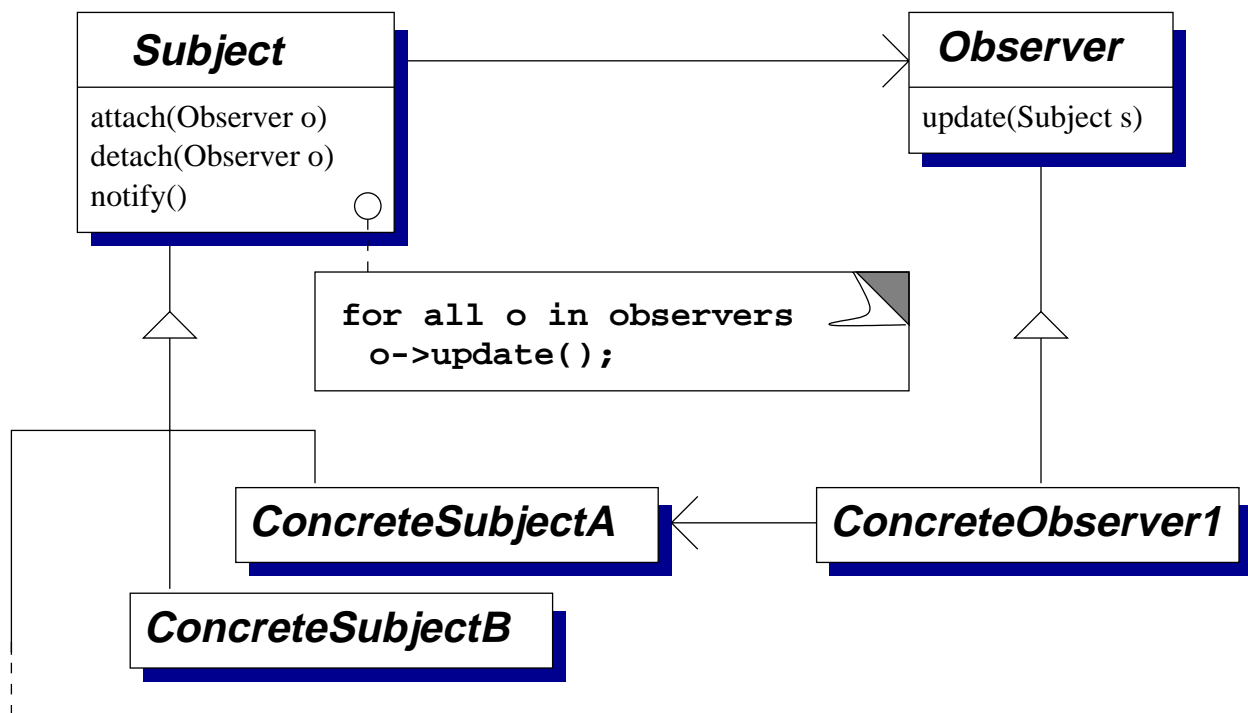 Subject
attach(Observer o)
detach(Observer o)
notify()
Observer
update(Subject s)
for all o in observers
o->update();
ConcreteSubjectA
ConcreteObserver1
ConcreteSubjectB